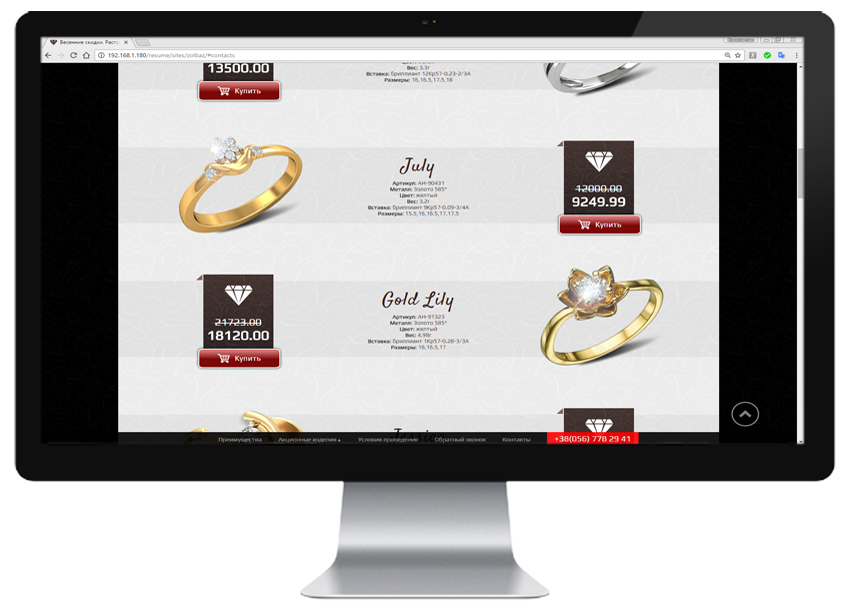 Весенние скидки. Расто
192.168.1.180/resume/sites/zolbaz/#contacts
13500.00
Купить
Вес: 3.3г
Вставка: бриллиант 12Кр57-0.23-2/3А
Размеры: 16,16.5,17.5,18
July
Артикул: АН-90431
Металл: Золото 585°
Цвет: желтый
Вес: 3.2г
Вставка: бриллиант 9Кр57-0.09-3/4А
Размеры: 15.5,16,16.5,17,17.5
12000.00
9249.99
Купить
21723.00
18120.00
Купить
Gold Lily
Артикул: АН-91323
Металл: Золото 585°
Цвет: желтый
Вес: 4.98г
Вставка: бриллиант 1Кр57-0.28-3/3А
Размеры: 16,16.5,17
Преимущества Акционные изделия Условия проведения Обратный звонок Контакты +38(056) 778 29 41